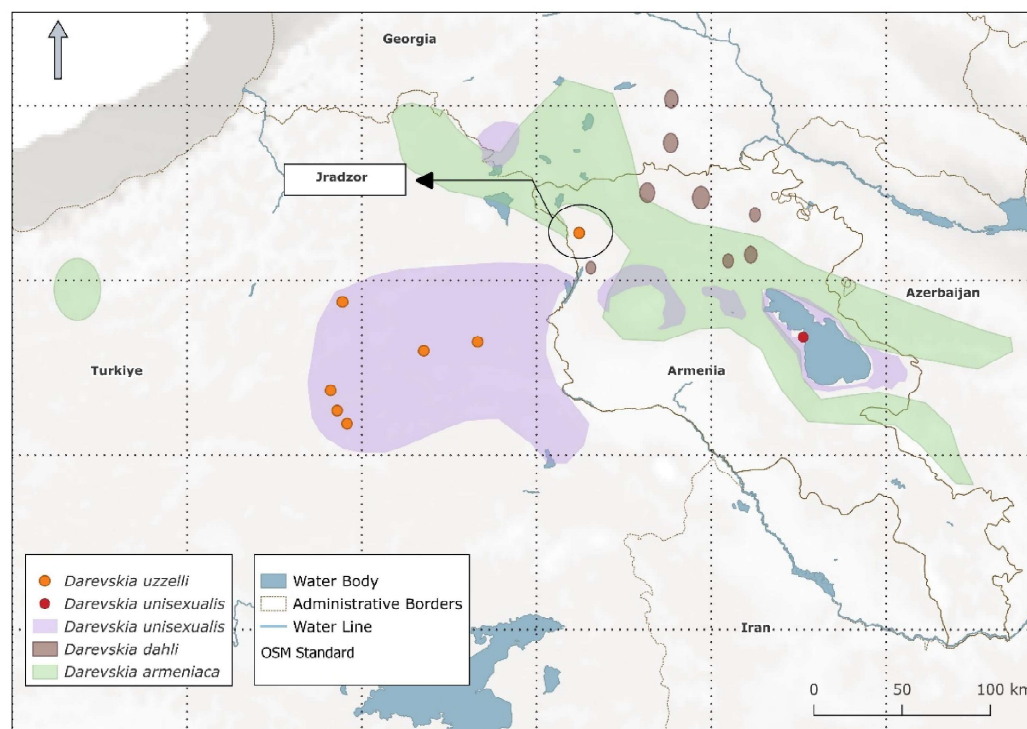 Georgia
Jradzor
Azerbaijan
Turkiye
Armenia
Iran
Darevskia uzzelli
Darevskia unisexualis
Darevskia unisexualis
Darevskia dahli
Darevskia armeniaca
Water Body
Administrative Borders
Water Line
OSM Standard
0 50 100 km